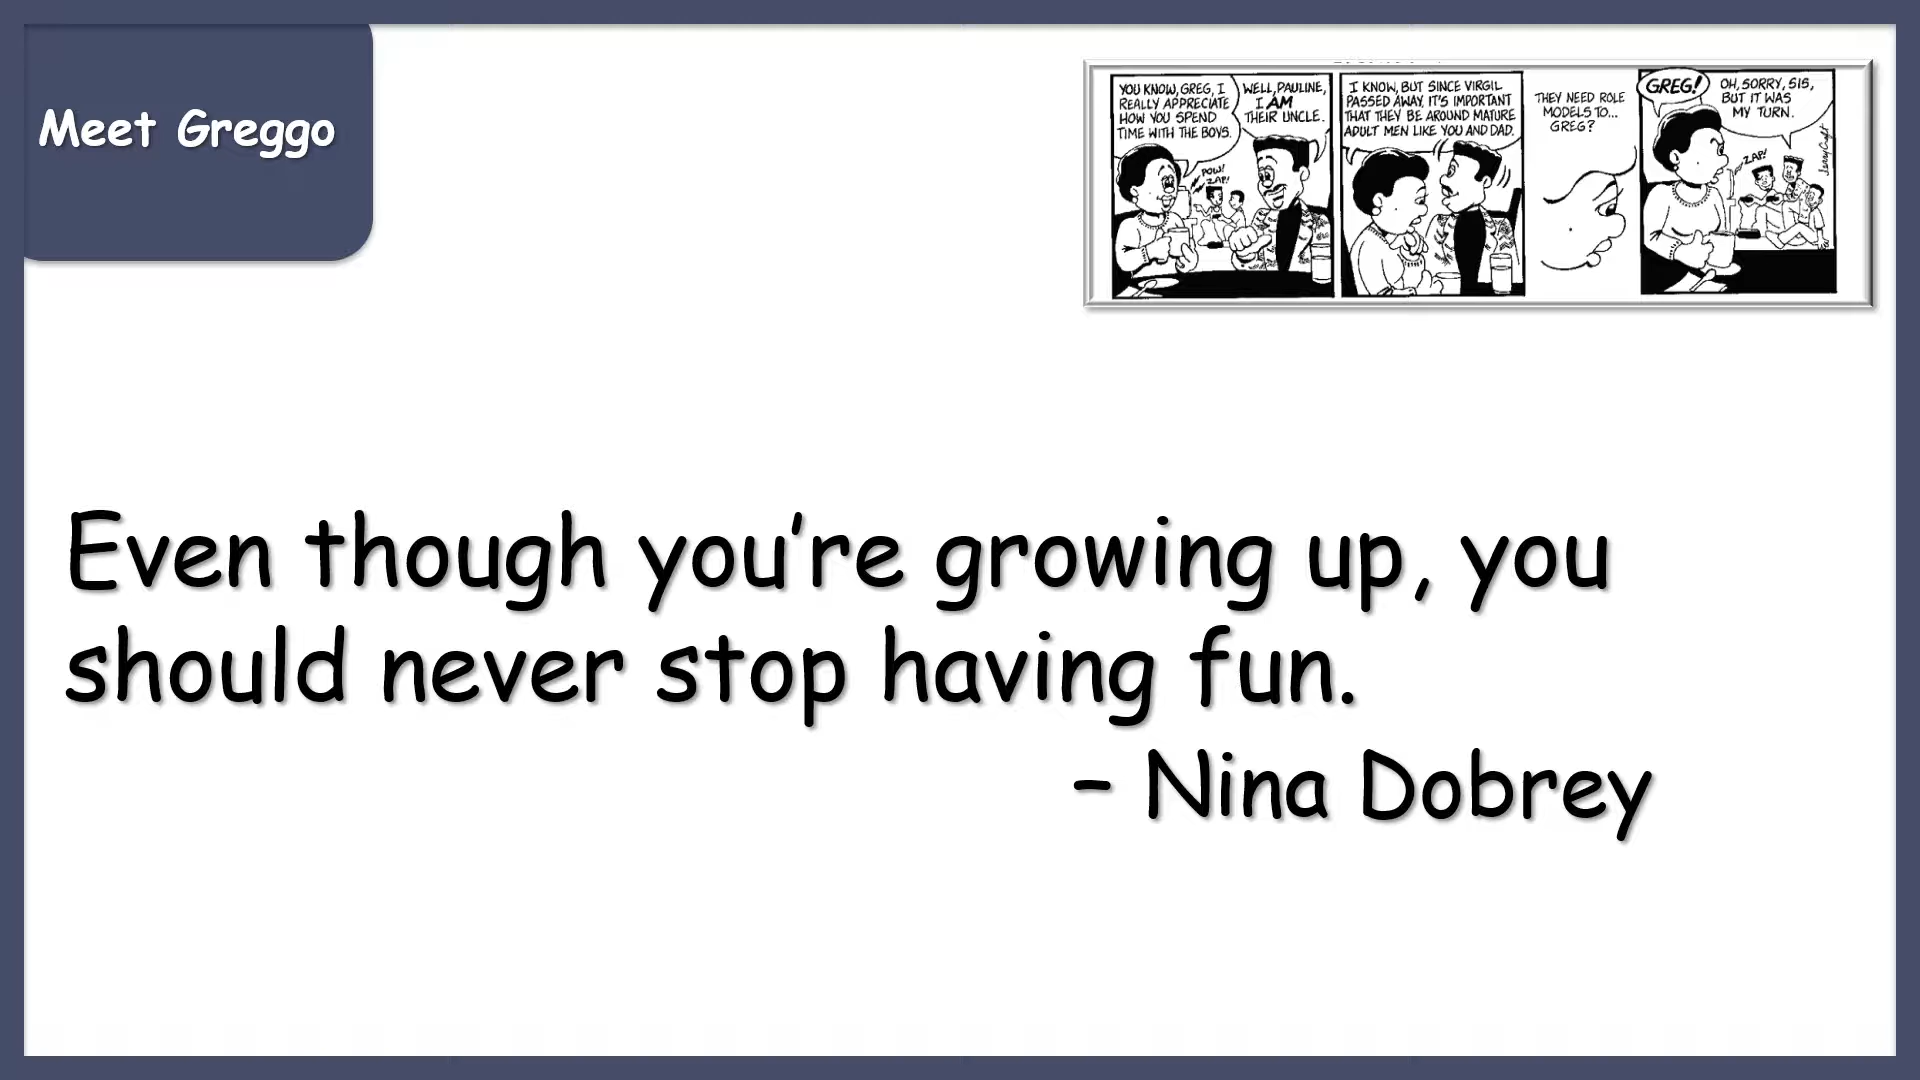 Meet Greggo
YOU KNOW, GREG, I
REALLY APPRECIATE
HOW YOU SPEND
TIME WITH THE BOYS.
WELL, PAULINE,
I AM
THEIR UNCLE.
POW!
ZAP!
I KNOW, BUT SINCE VIRGIL
PASSED AWAY, IT'S IMPORTANT
THAT THEY BE AROUND MATURE
ADULT MEN LIKE YOU AND DAD.
THEY NEED ROLE
MODELS TO...
GREG?
GREG!
OH, SORRY, SIS,
BUT IT WAS
MY TURN.
ZAP!
Jerry Craft
Even though you’re growing up, you
should never stop having fun.
– Nina Dobrey